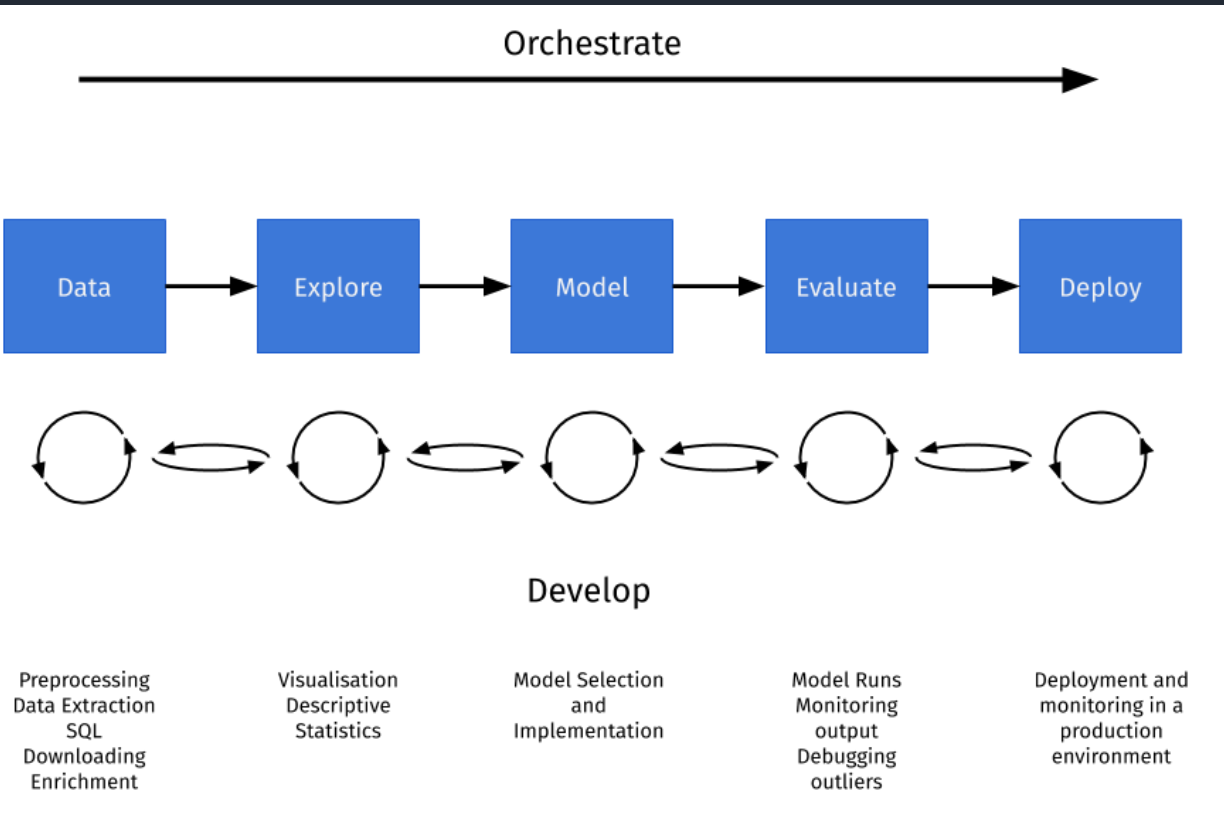 Orchestrate
Data
Explore
Model
Evaluate
Deploy
Develop
Preprocessing
Data Extraction
SQL
Downloading
Enrichment
Visualisation
Descriptive
Statistics
Model Selection
and
Implementation
Model Runs
Monitoring
output
Debugging
outliers
Deployment and
monitoring in a
production
environment